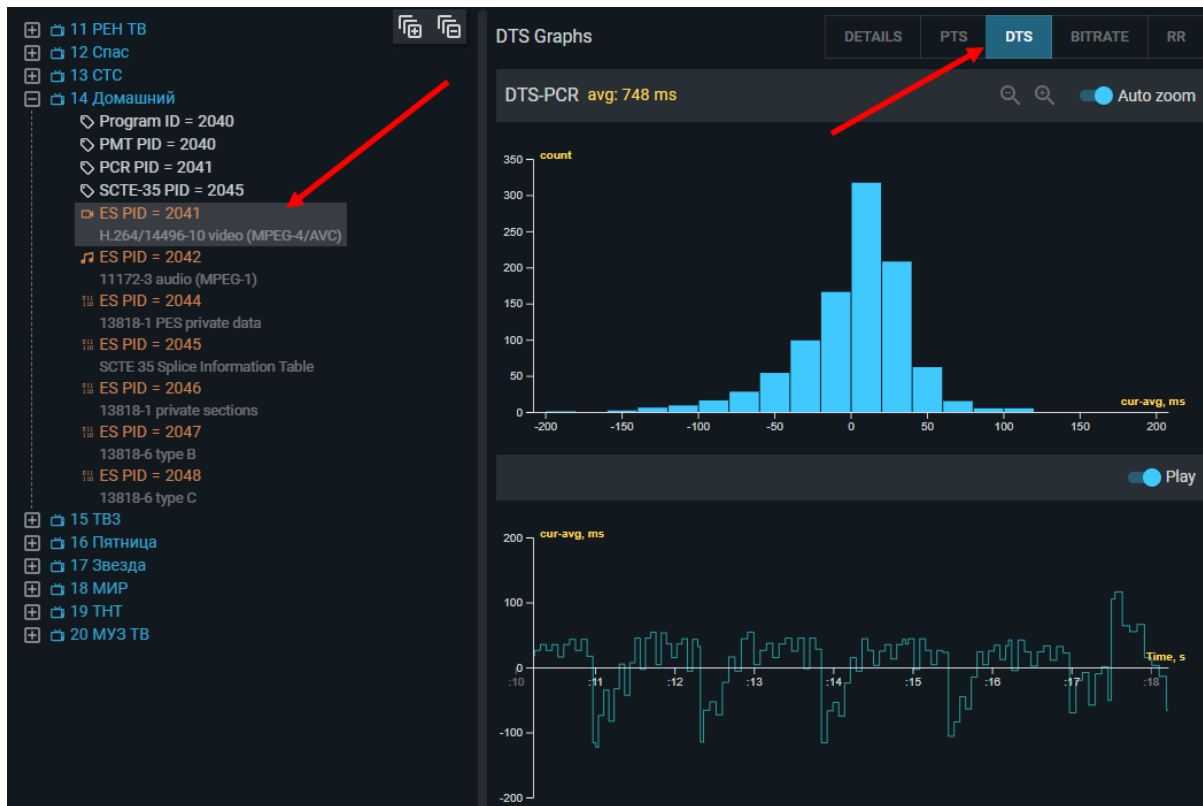 11 РЕН ТВ
12 Спас
13 СТС
14 Домашний
Program ID = 2040
PMT PID = 2040
PCR PID = 2041
SCTE-35 PID = 2045
ES PID = 2041
H.264/14496-10 video (MPEG-4/AVC)
ES PID = 2042
11172-3 audio (MPEG-1)
ES PID = 2044
13818-1 PES private data
ES PID = 2045
SCTE 35 Splice Information Table
ES PID = 2046
13818-1 private sections
ES PID = 2047
13818-6 type B
ES PID = 2048
13818-6 type C
15 ТВ3
16 Пятница
17 Звезда
18 МИР
19 ТНТ
20 МУЗ ТВ
DTS Graphs
DETAILS PTS DTS BITRATE RR
DTS-PCR avg: 748 ms
Auto zoom
count
350
300
250
200
150
100
50
0
cur-avg, ms
-200 -150 -100 -50 0 50 100 150 200
Play
cur-avg, ms
200
100
0
Time, s
:10 :11 :12 :13 :14 :15 :16 :17 :18
-100
-200